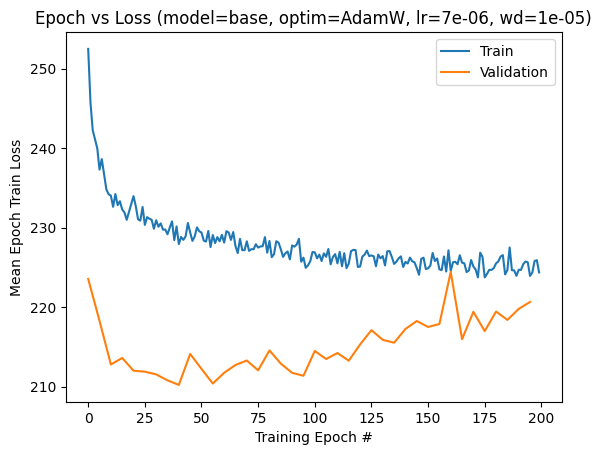 Epoch vs Loss (model=base, optim=AdamW, lr=7e-06, wd=1e-05)
Train
Validation
Mean Epoch Train Loss
250
240
230
220
210
0 25 50 75 100 125 150 175 200
Training Epoch #